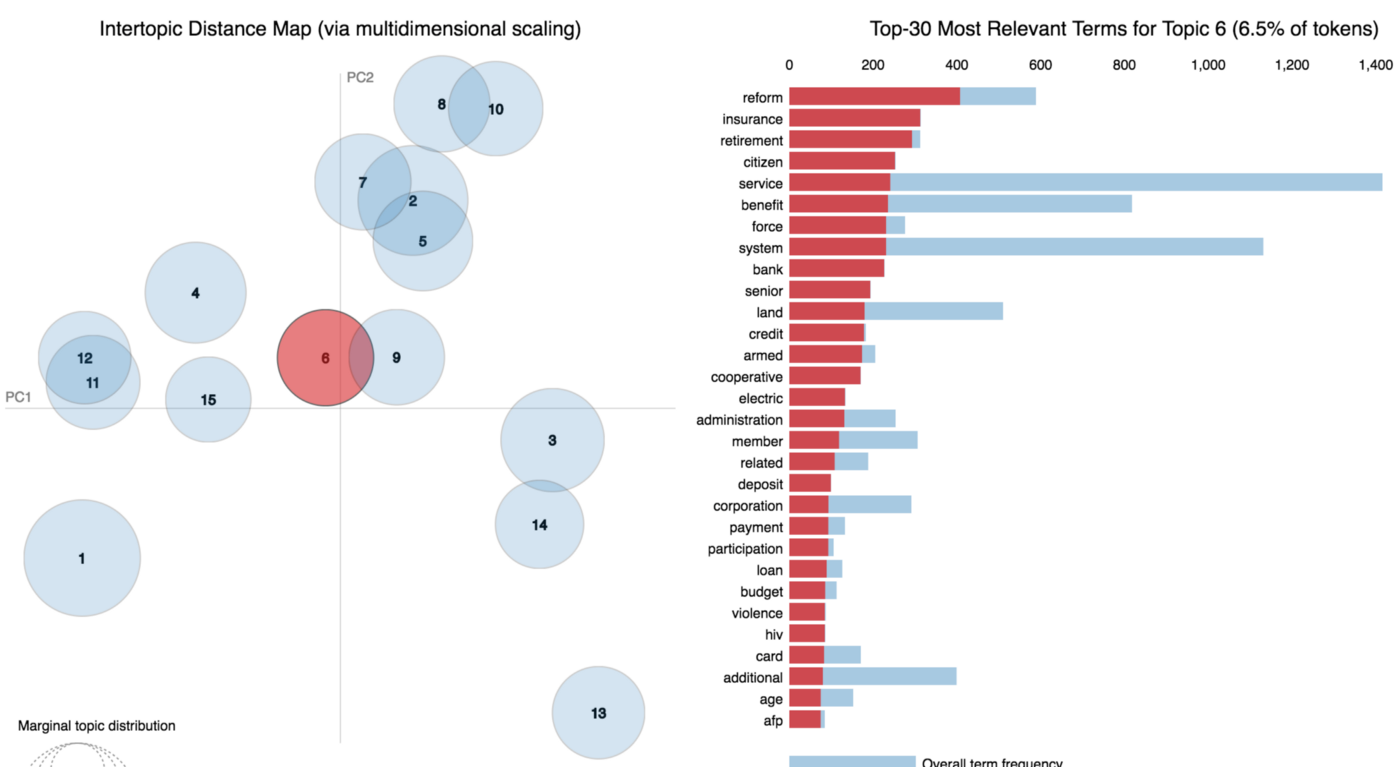 Intertopic Distance Map (via multidimensional scaling)
PC2
8
10
7
2
5
4
6
9
12
11
15
PC1
3
14
1
13
Marginal topic distribution
Top-30 Most Relevant Terms for Topic 6 (6.5% of tokens)
0 200 400 600 800 1,000 1,200 1,400
reform
insurance
retirement
citizen
service
benefit
force
system
bank
senior
land
credit
armed
cooperative
electric
administration
member
related
deposit
corporation
payment
participation
loan
budget
violence
hiv
card
additional
age
afp
Overall term frequency